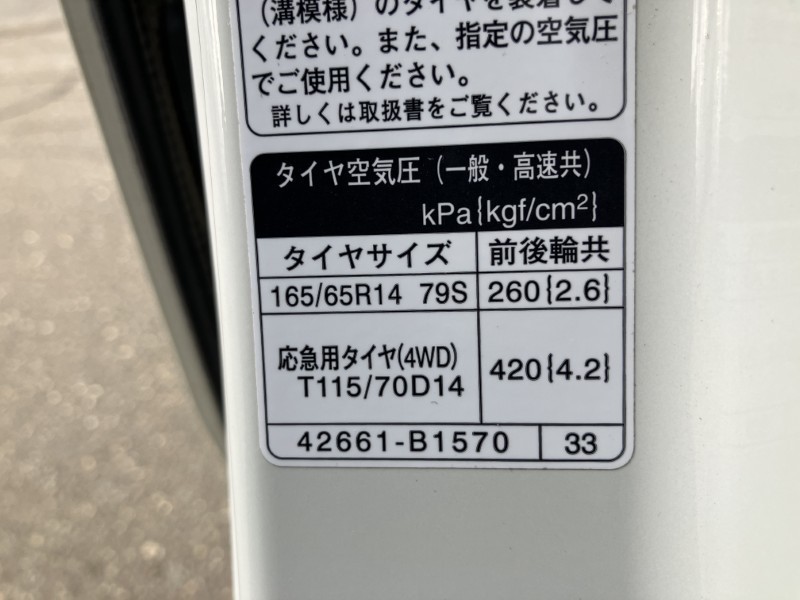 （溝模様）のタイヤを装着して
ください。また、指定の空気圧
でご使用ください。
詳しくは取扱書をご覧ください。
タイヤ空気圧（一般・高速共）
kPa{kgf/cm²}
タイヤサイズ 前後輪共
165/65R14 79S 260{2.6}
応急用タイヤ(4WD)
T115/70D14 420{4.2}
42661-B1570 33